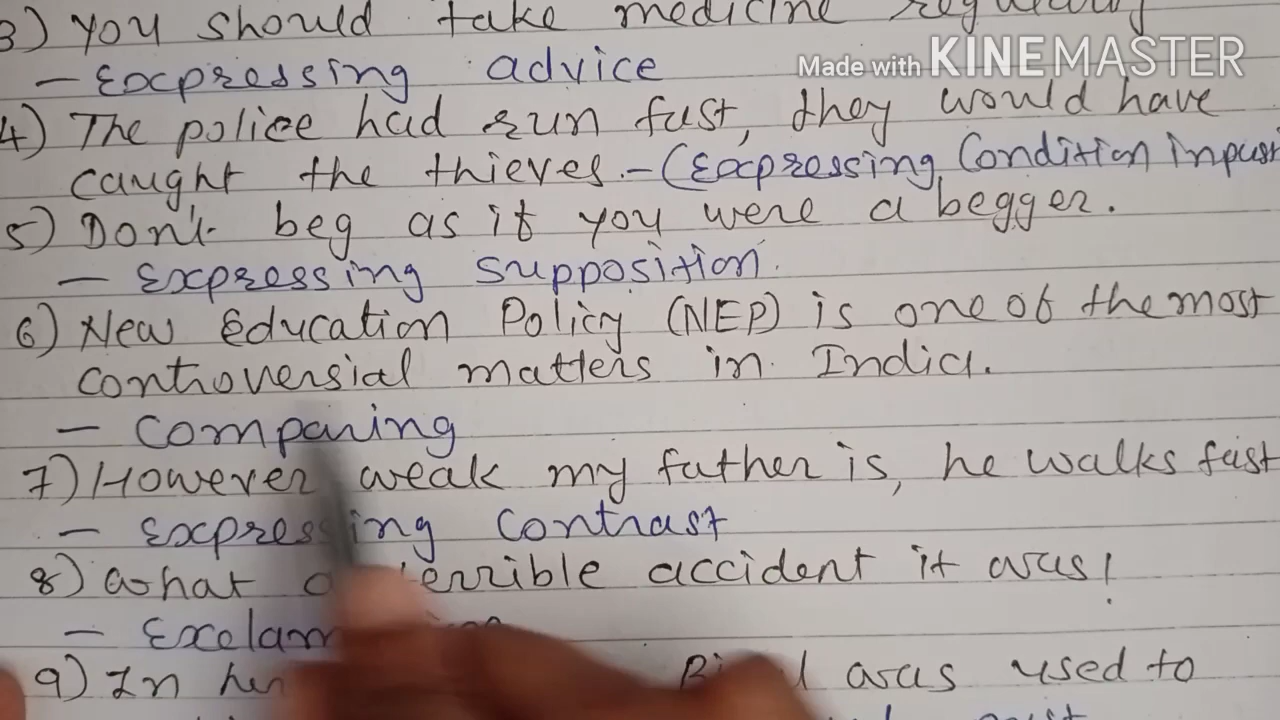 3) you should take medicine regularly
- Expressing advice
Made with KINEMASTER
4) The police had run fast, they would have
caught the thieves. - (Expressing Condition in past
5) Don't beg as if you were a begger.
- Expressing supposition.
6) New Education Policy (NEP) is one of the most
controversial matters in India.
- Comparing
7) However weak my father is, he walks fast
- Expressing contrast
8) What a terrible accident it was!
9) In was used to